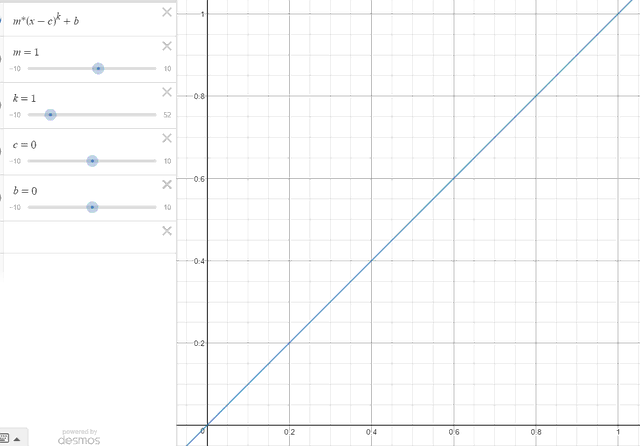 m*(x − c)^k + b
m = 1
-10 10
k = 1
-10 52
c = 0
-10 10
b = 0
-10 10
1
0.8
0.6
0.4
0.2
0 0.2 0.4 0.6 0.8 1
powered by
desmos